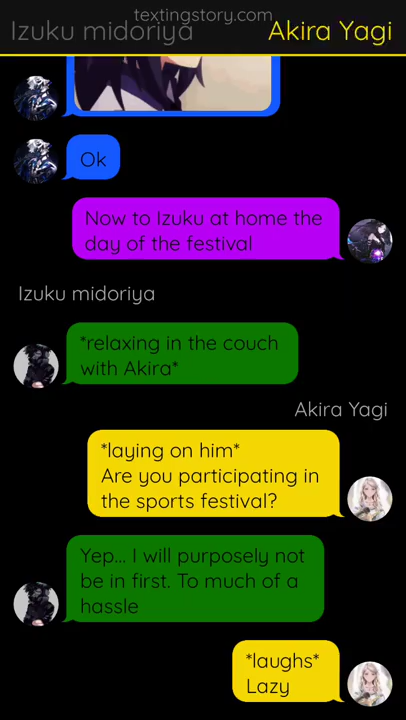 textingstory.com
Izuku midoriya
Akira Yagi
Ok
Now to Izuku at home the
day of the festival
Izuku midoriya
*relaxing in the couch
with Akira*
Akira Yagi
*laying on him*
Are you participating in
the sports festival?
Yep... I will purposely not
be in first. To much of a
hassle
*laughs*
Lazy